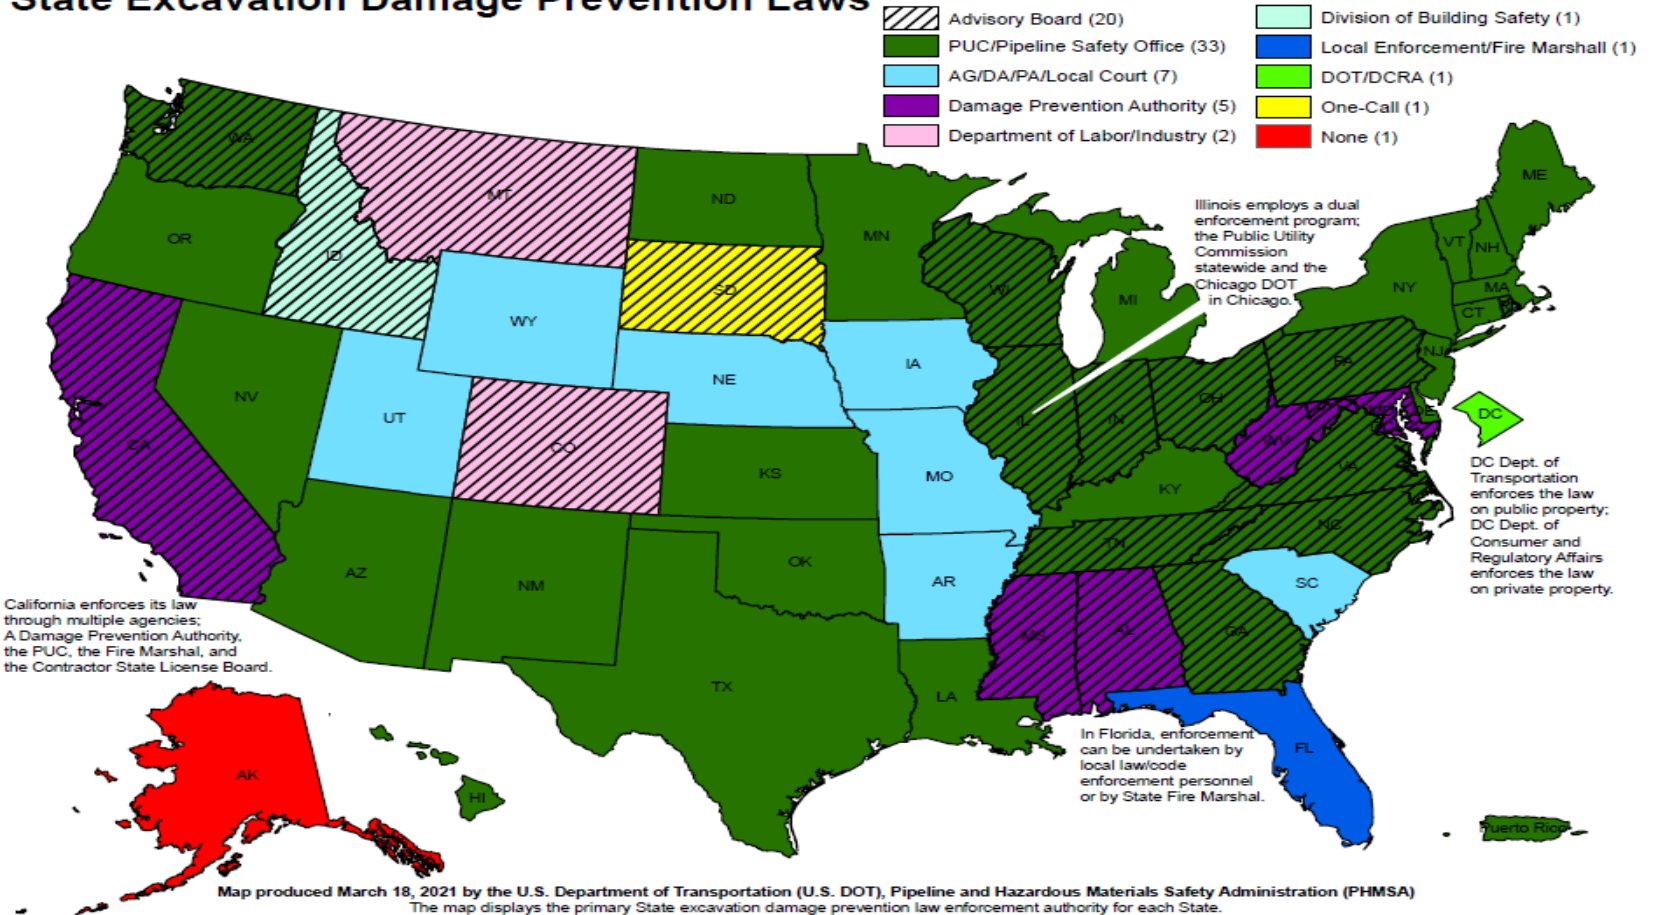 State Excavation Damage Prevention Laws
Advisory Board (20)
PUC/Pipeline Safety Office (33)
AG/DA/PA/Local Court (7)
Damage Prevention Authority (5)
Department of Labor/Industry (2)
Division of Building Safety (1)
Local Enforcement/Fire Marshall (1)
DOT/DCRA (1)
One-Call (1)
None (1)
WA
OR
ID
MT
ND
SD
MN
WI
MI
WY
NE
IA
NV
UT
CO
CA
KS
MO
IL
IN
OH
KY
WV
VA
PA
NY
VT
NH
ME
MA
CT
NJ
MD
DE
DC
AZ
NM
OK
TX
AR
LA
TN
NC
SC
MS
AL
GA
FL
AK
HI
Puerto Rico
Illinois employs a dual
enforcement program;
the Public Utility
Commission
statewide and the
Chicago DOT
in Chicago.
DC Dept. of
Transportation
enforces the law
on public property;
DC Dept. of
Consumer and
Regulatory Affairs
enforces the law
on private property.
California enforces its law
through multiple agencies;
A Damage Prevention Authority,
the PUC, the Fire Marshal, and
the Contractor State License Board.
In Florida, enforcement
can be undertaken by
local law/code
enforcement personnel
or by State Fire Marshal.
Map produced March 18, 2021 by the U.S. Department of Transportation (U.S. DOT), Pipeline and Hazardous Materials Safety Administration (PHMSA)
The map displays the primary State excavation damage prevention law enforcement authority for each State.